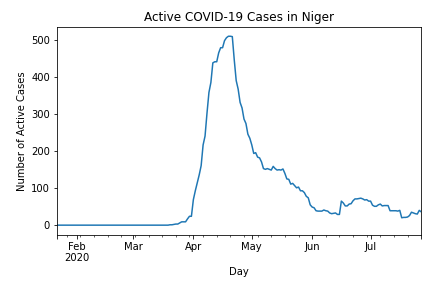 Active COVID-19 Cases in Niger
Number of Active Cases
500
400
300
200
100
0
Feb Mar Apr May Jun Jul
2020
Day